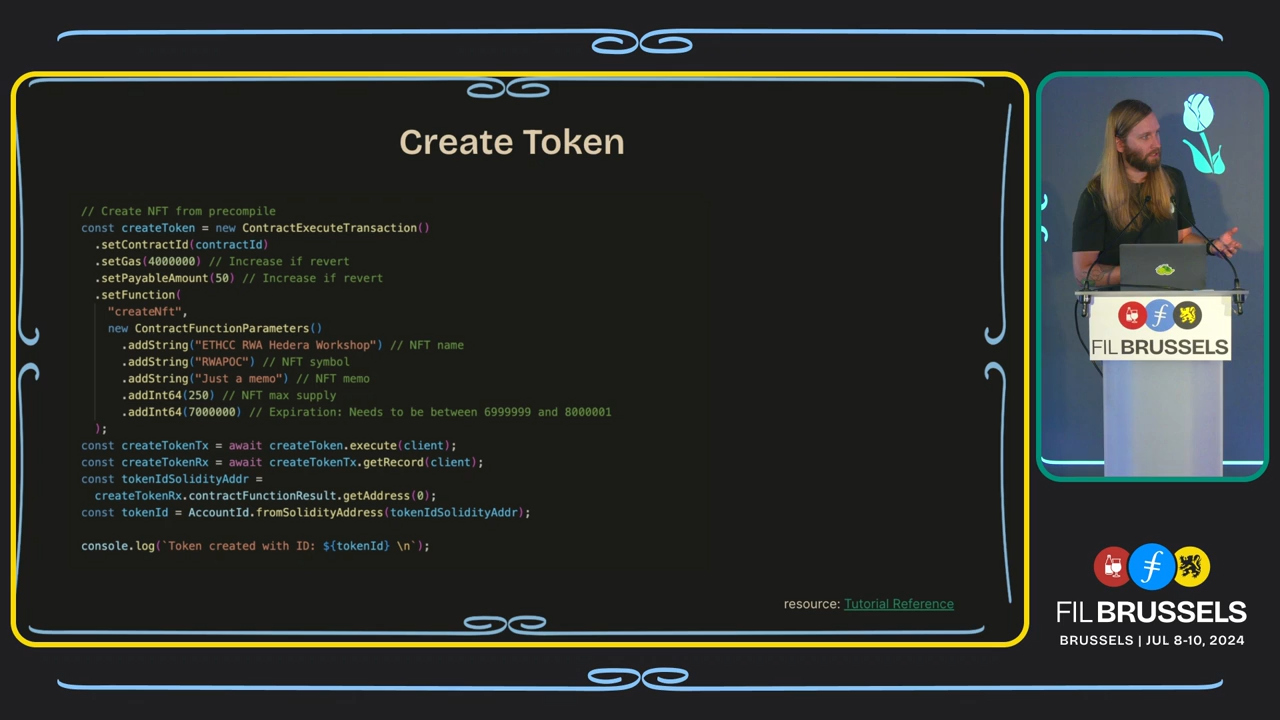 Create Token
// Create NFT from precompile
const createToken = new ContractExecuteTransaction()
.setContractId(contractId)
.setGas(4000000) // Increase if revert
.setPayableAmount(50) // Increase if revert
.setFunction(
"createNft",
new ContractFunctionParameters()
.addString("ETHCC RWA Hedera Workshop") // NFT name
.addString("RWAPOC") // NFT symbol
.addString("Just a memo") // NFT memo
.addInt64(250) // NFT max supply
.addInt64(7000000) // Expiration: Needs to be between 6999999 and 8000001
);
const createTokenTx = await createToken.execute(client);
const createTokenRx = await createTokenTx.getRecord(client);
const tokenIdSolidityAddr =
createTokenRx.contractFunctionResult.getAddress(0);
const tokenId = AccountId.fromSolidityAddress(tokenIdSolidityAddr);
console.log(`Token created with ID: ${tokenId} \n`);
resource: Tutorial Reference
FIL BRUSSELS
FIL BRUSSELS
BRUSSELS | JUL 8-10, 2024